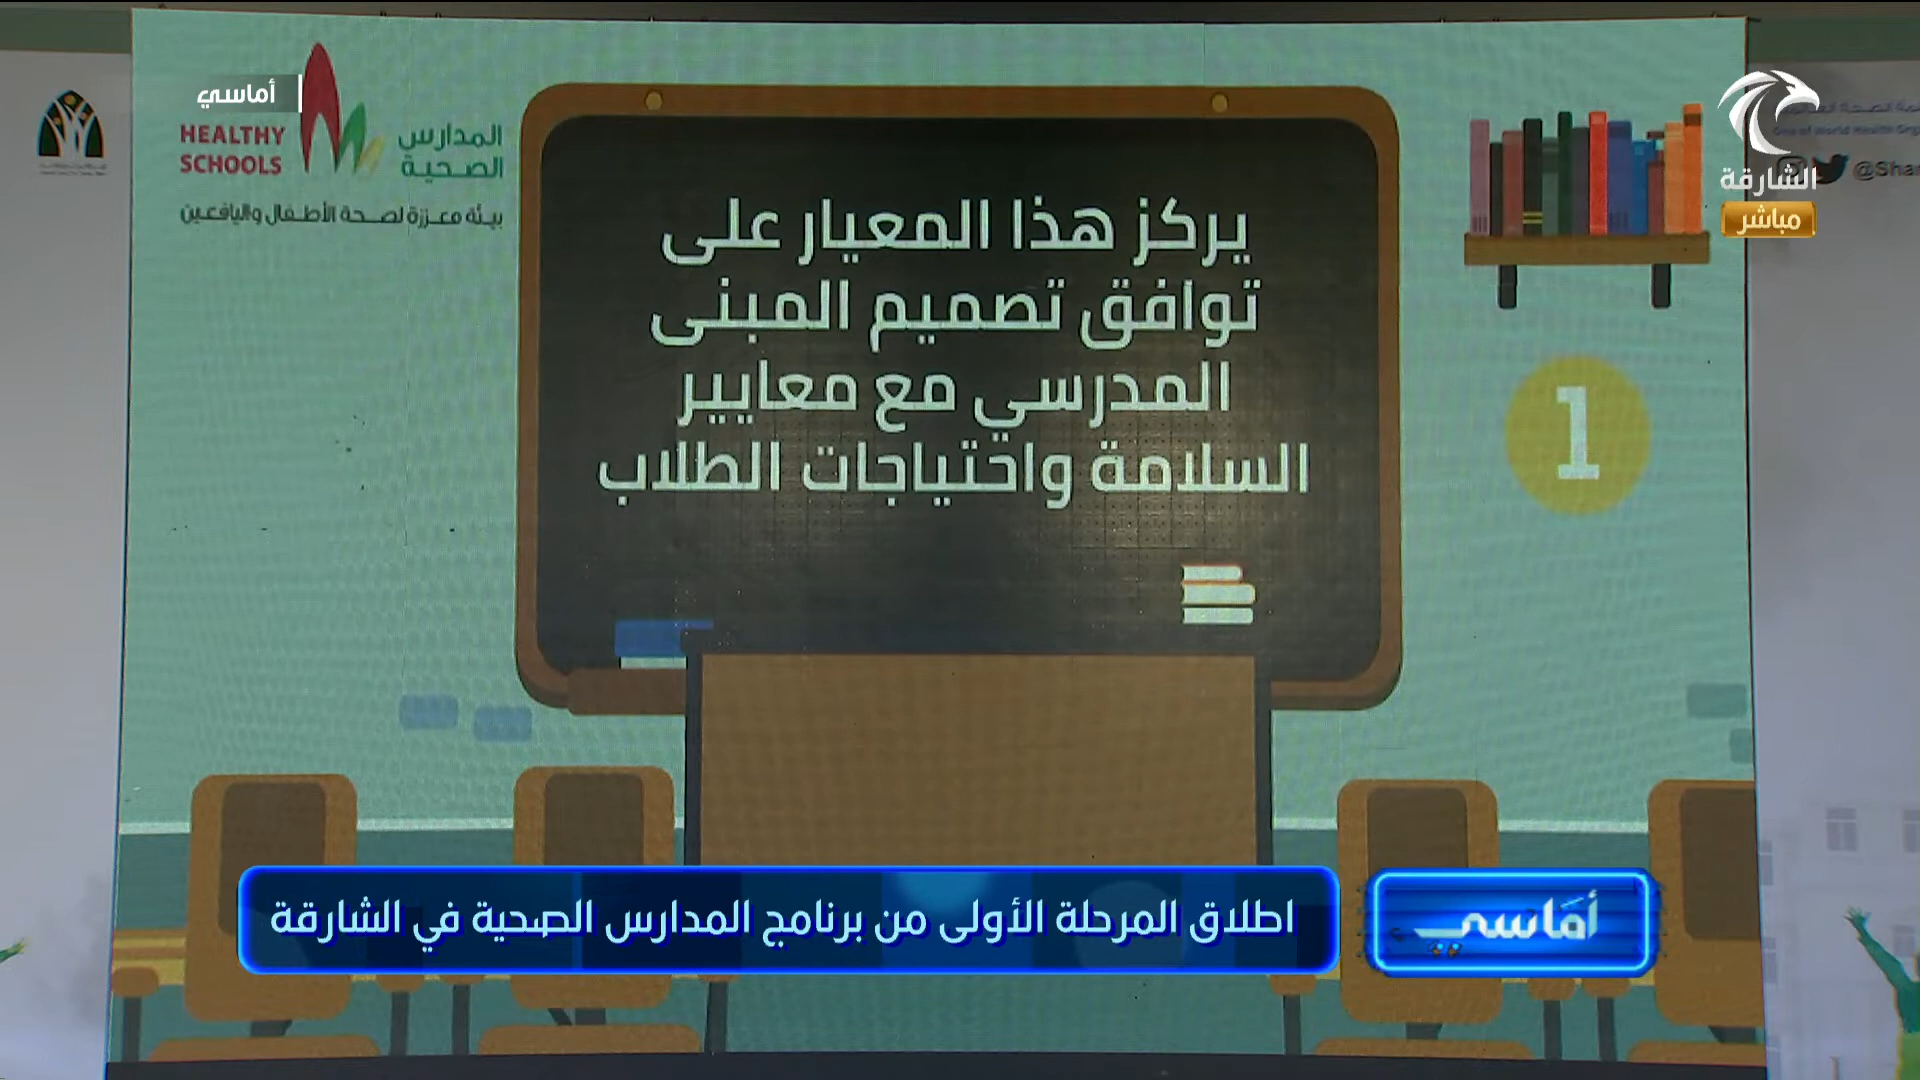 أماسي
HEALTHY
SCHOOLS
المدارس
الصحية
بيئة معززة لصحة الأطفال واليافعين
يركز هذا المعيار على
توافق تصميم المبنى
المدرسي مع معايير
السلامة واحتياجات الطلاب
1
الشارقة
مباشر
@Shar
أماسي
اطلاق المرحلة الأولى من برنامج المدارس الصحية في الشارقة